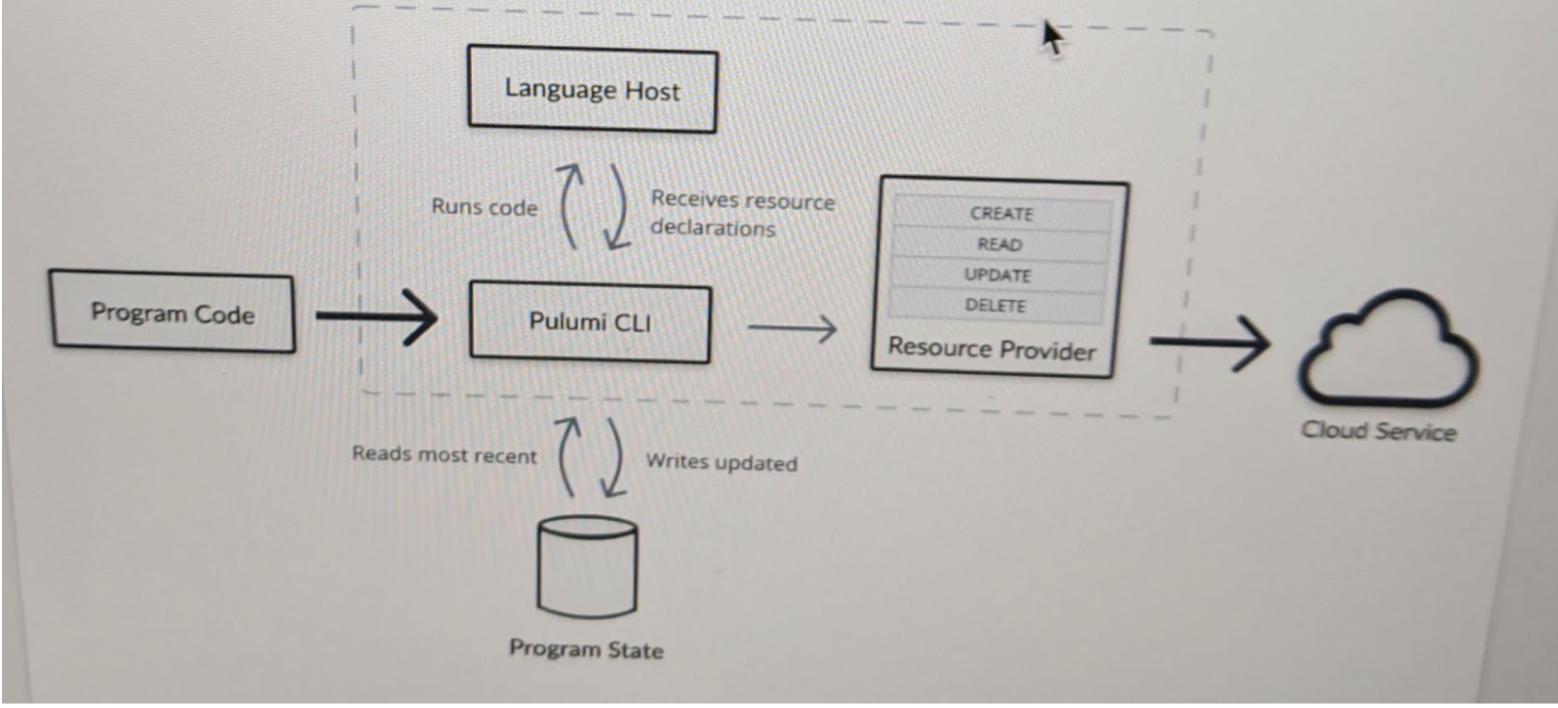 Language Host
Runs code
Receives resource
declarations
CREATE
READ
UPDATE
DELETE
Resource Provider
Program Code
Pulumi CLI
Cloud Service
Reads most recent
Writes updated
Program State